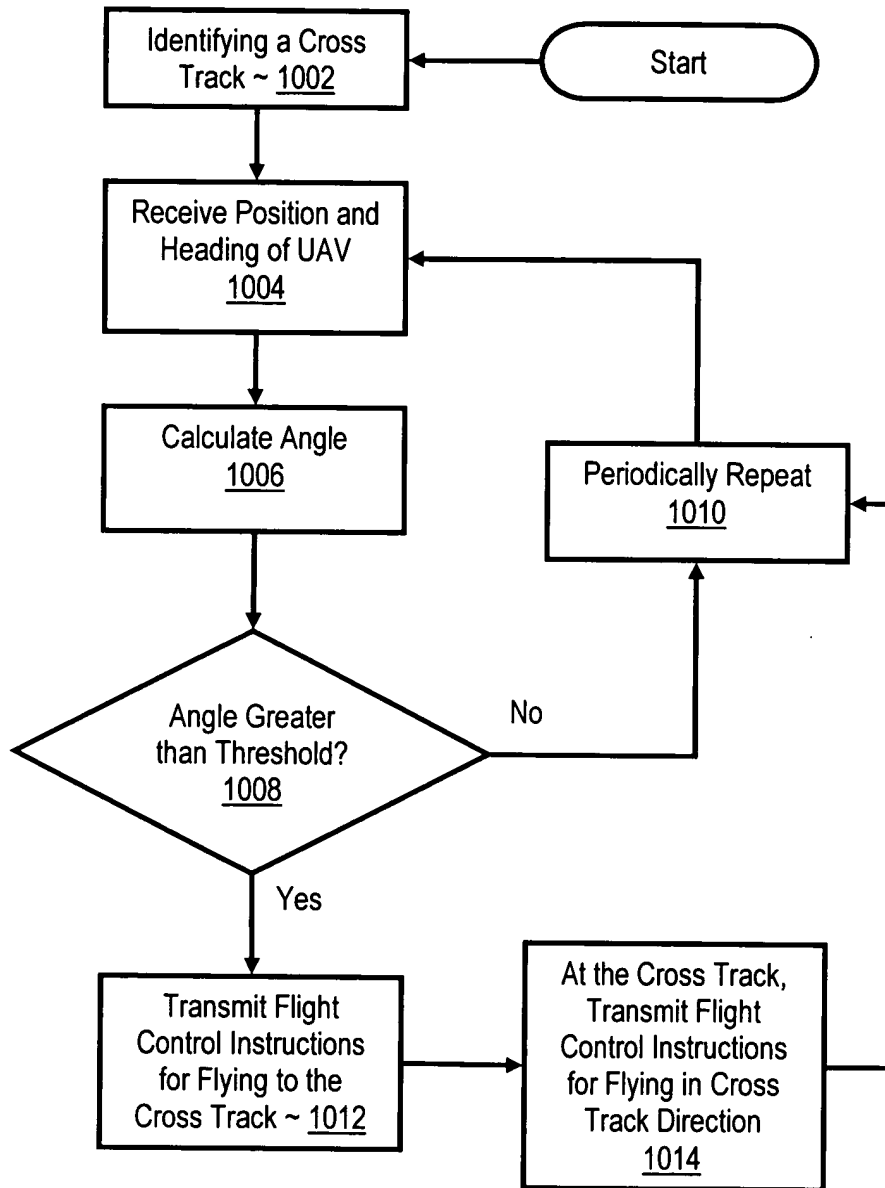 Start
Identifying a Cross
Track ~ 1002
Receive Position and
Heading of UAV
1004
Calculate Angle
1006
Periodically Repeat
1010
Angle Greater
than Threshold?
1008
No
Yes
Transmit Flight
Control Instructions
for Flying to the
Cross Track ~ 1012
At the Cross Track,
Transmit Flight
Control Instructions
for Flying in Cross
Track Direction
1014